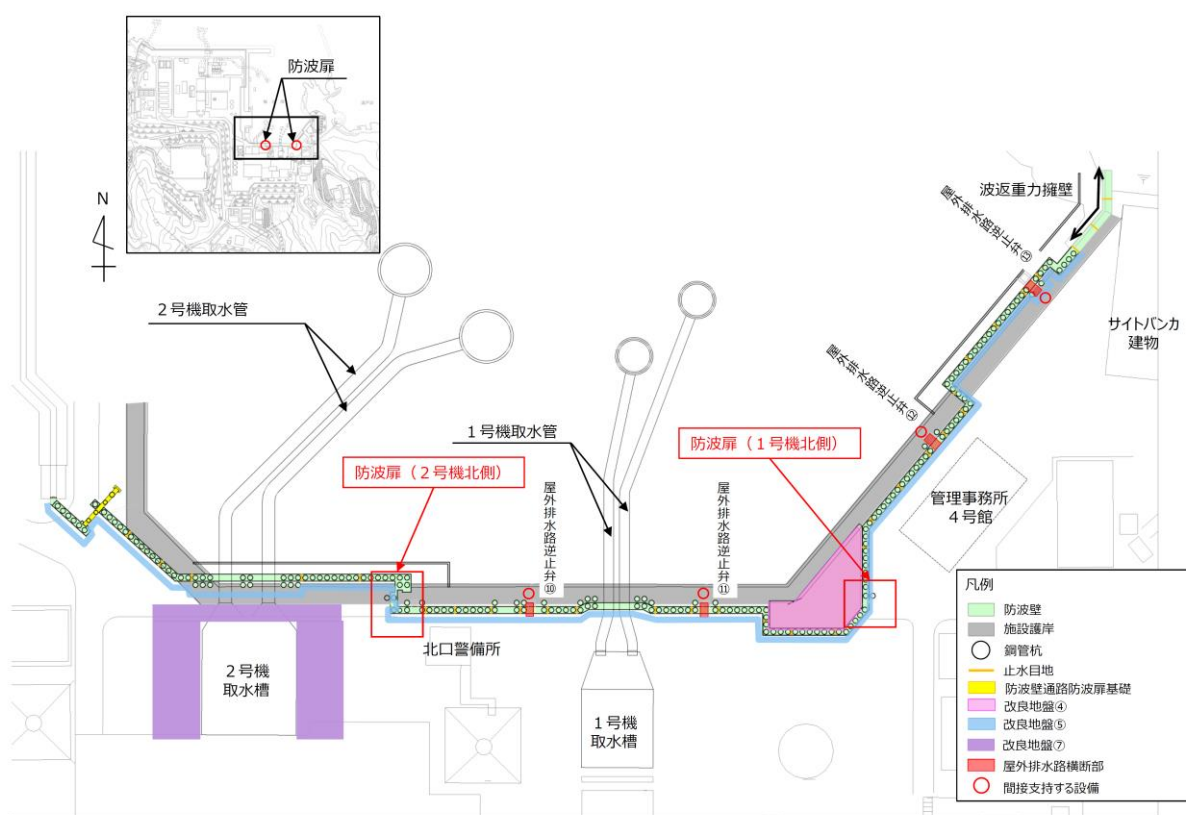 防波扉
N
2号機取水管
1号機取水管
防波扉(2号機北側)
防波扉(1号機北側)
屋外排水路逆止弁⑩
屋外排水路逆止弁⑪
屋外排水路逆止弁⑫
屋外排水路逆止弁⑬
波返重力擁壁
サイトバンカ
建物
管理事務所
4号館
北口警備所
2号機
取水槽
1号機
取水槽
凡例
防波壁
施設護岸
鋼管杭
止水目地
防波壁通路防波扉基礎
改良地盤④
改良地盤⑤
改良地盤⑦
屋外排水路横断部
間接支持する設備